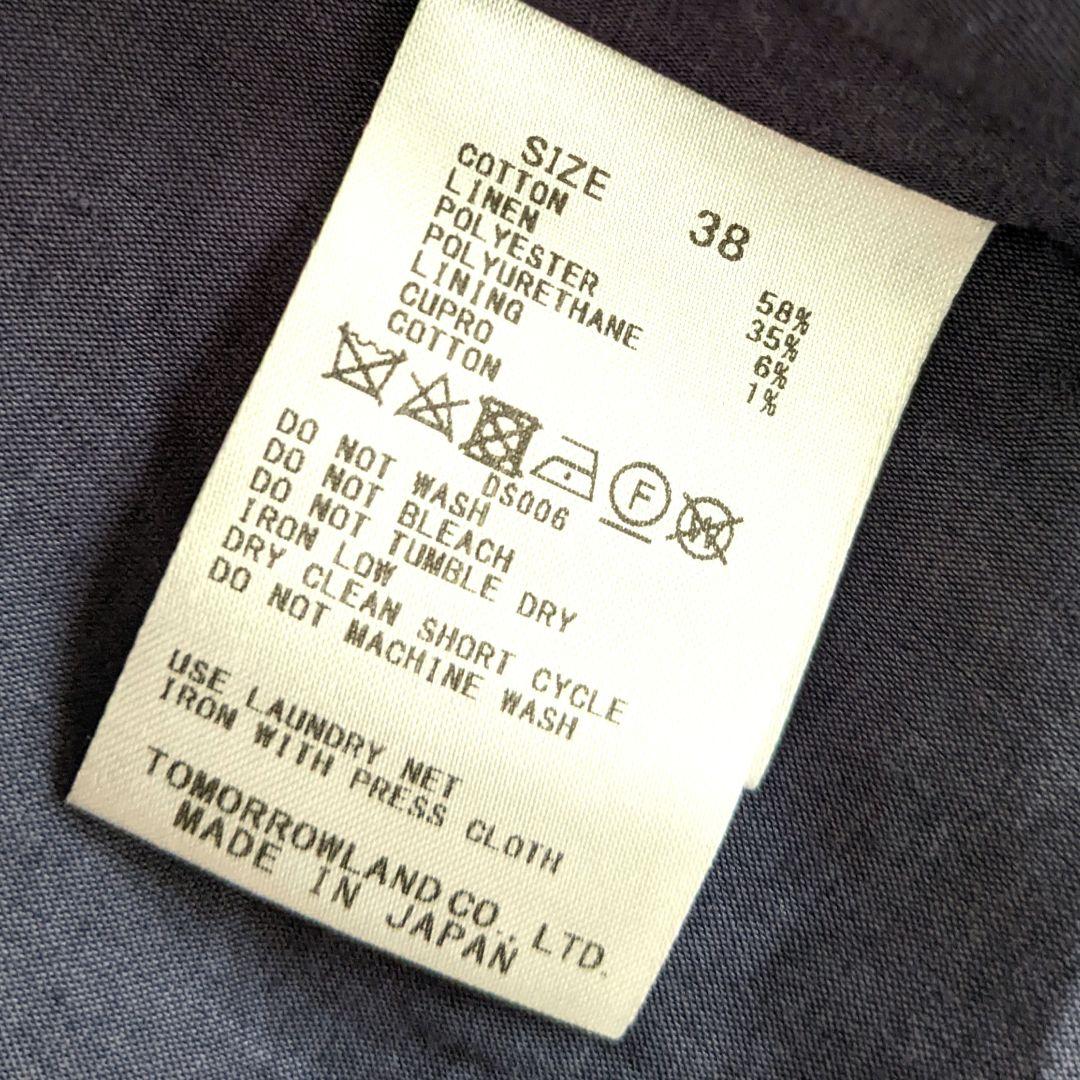 SIZE 38
COTTON 58%
LINEN 35%
POLYESTER 6%
POLYURETHANE 1%
LINING
CUPRO
COTTON
F
W
DS006
DO NOT WASH
DO NOT BLEACH
DO NOT TUMBLE DRY
IRON LOW
DRY CLEAN SHORT CYCLE
DO NOT MACHINE WASH
USE LAUNDRY NET
IRON WITH PRESS CLOTH
TOMORROWLAND CO., LTD.
MADE IN JAPAN